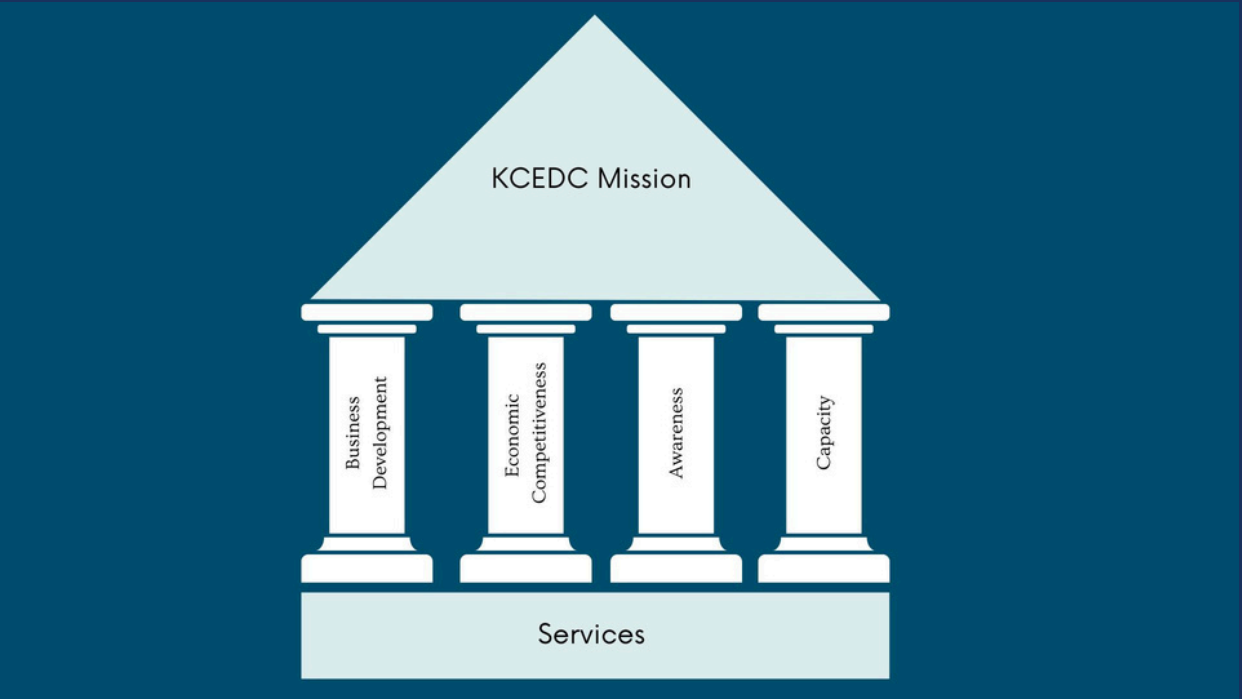 KCEDC Mission
Business
Development
Economic
Competitiveness
Awareness
Capacity
Services